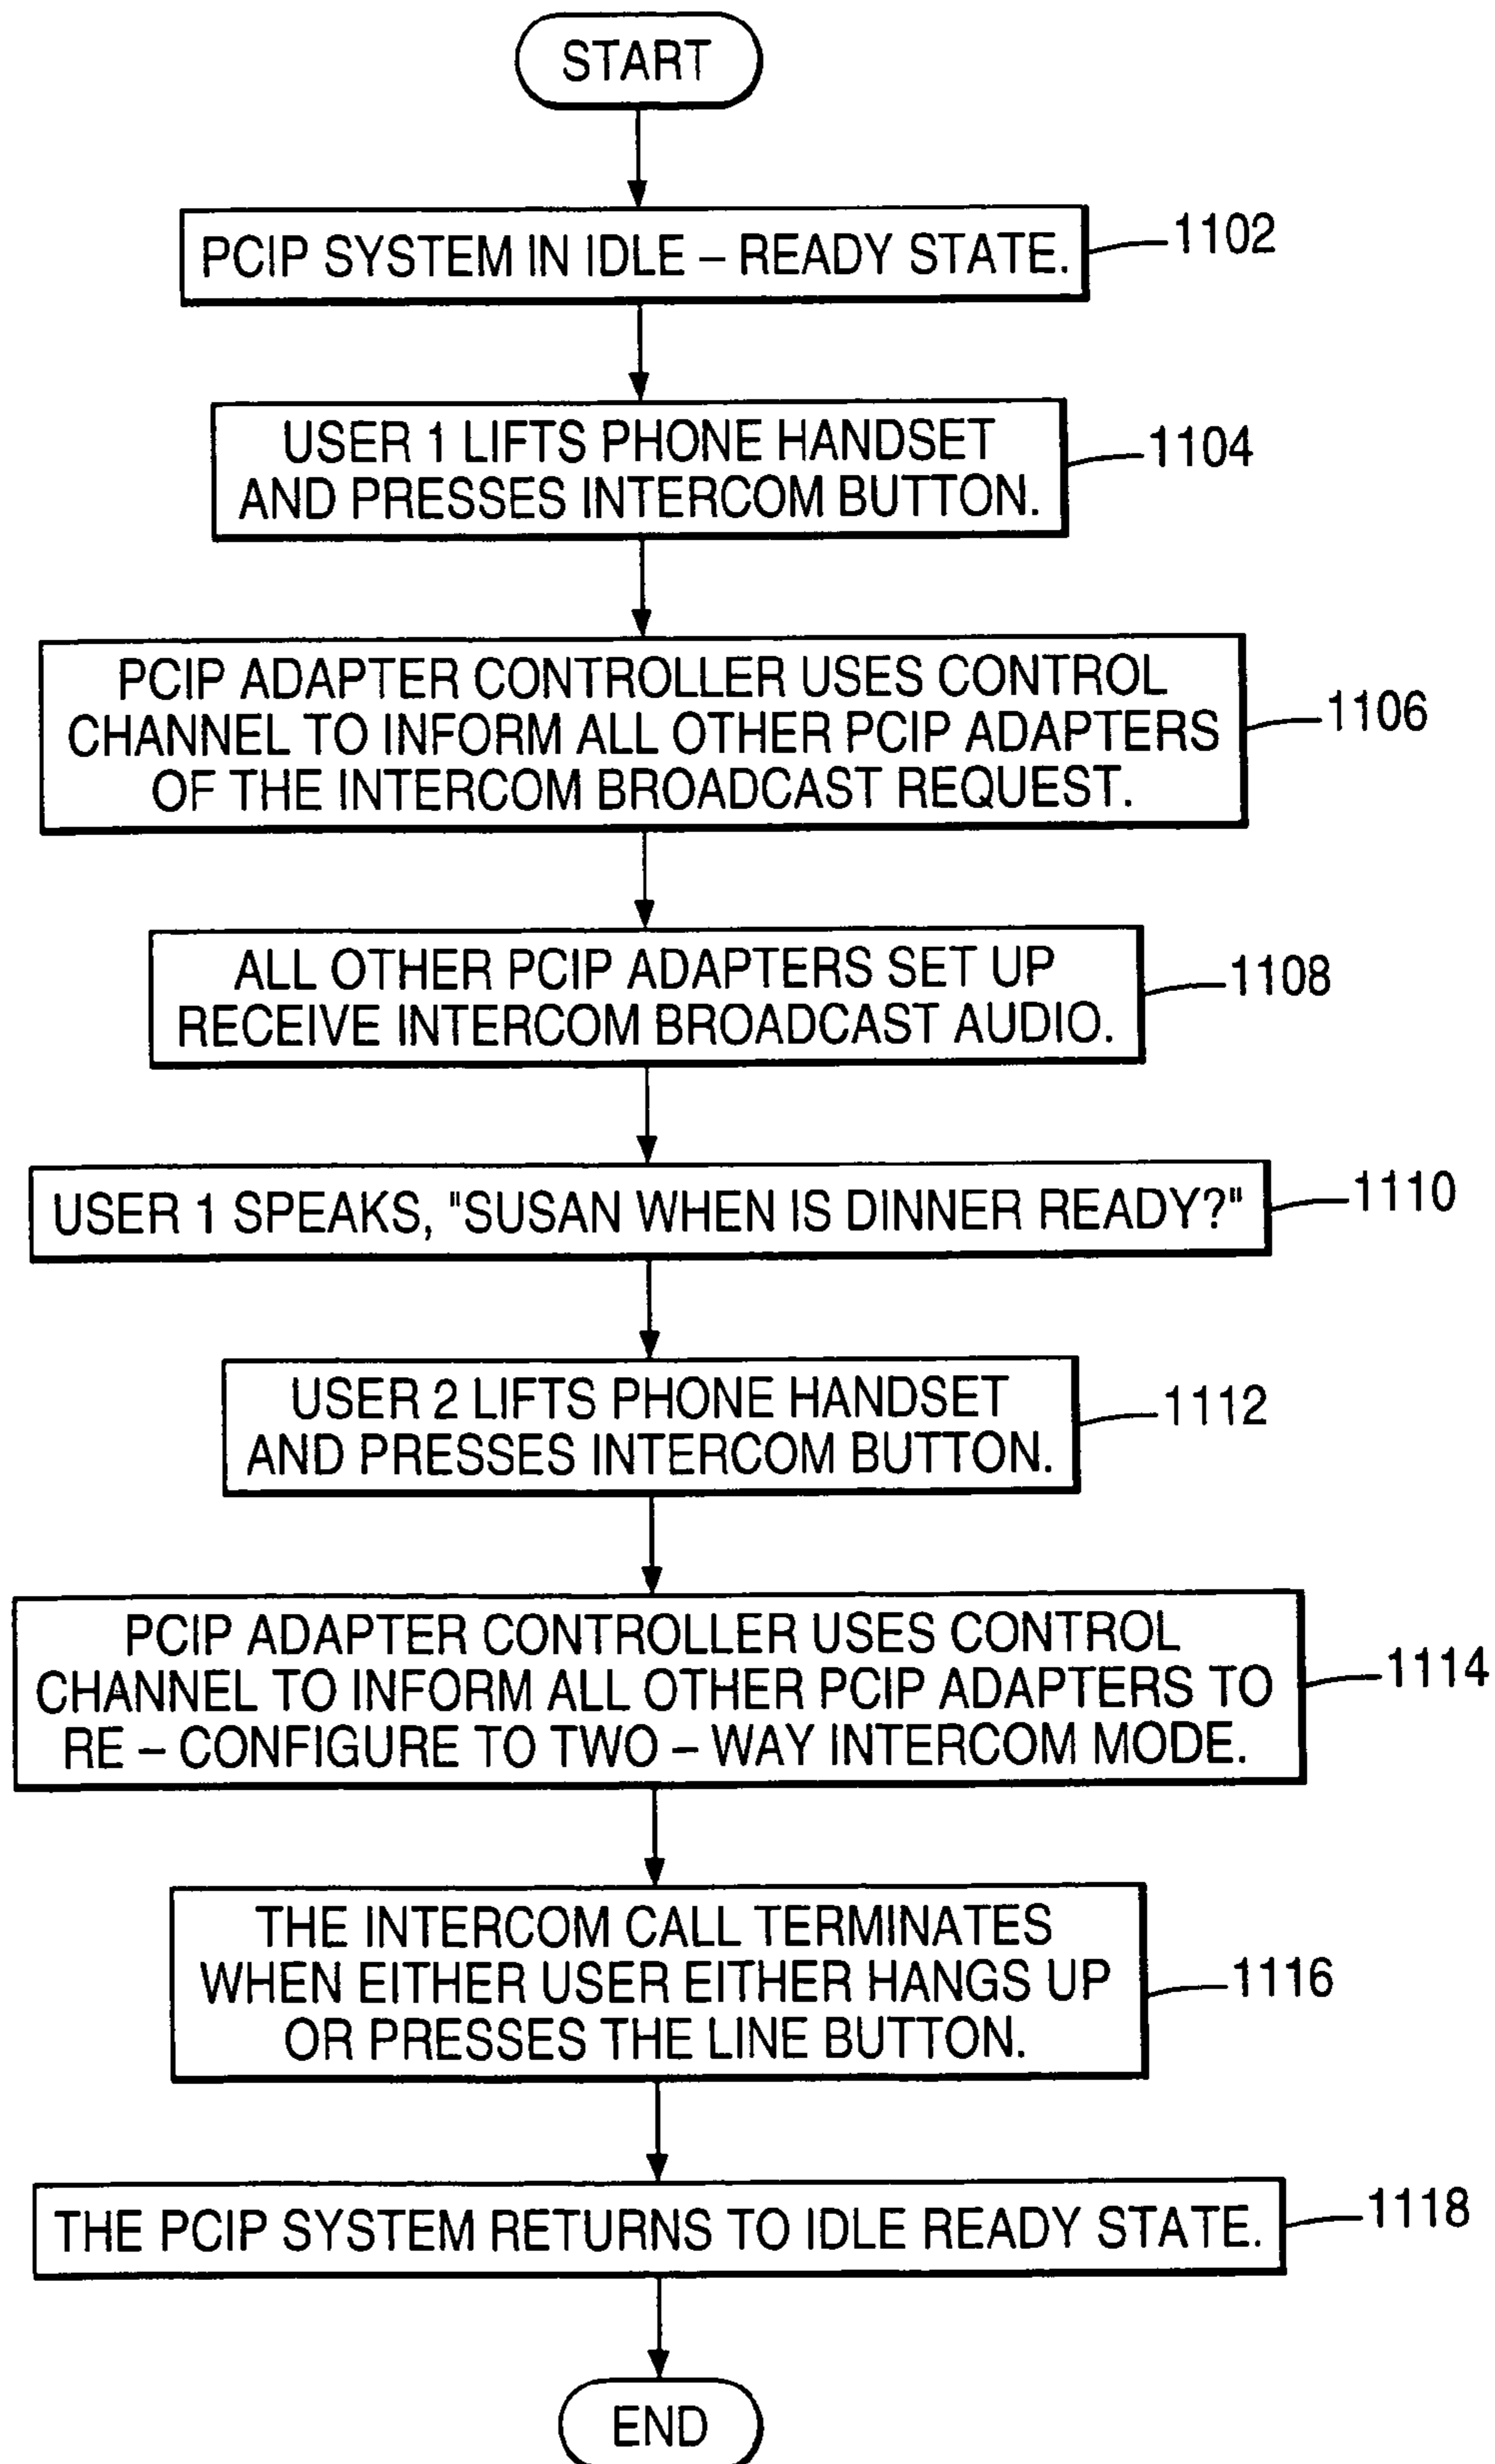 START
PCIP SYSTEM IN IDLE – READY STATE.
1102
USER 1 LIFTS PHONE HANDSET
AND PRESSES INTERCOM BUTTON.
1104
PCIP ADAPTER CONTROLLER USES CONTROL
CHANNEL TO INFORM ALL OTHER PCIP ADAPTERS
OF THE INTERCOM BROADCAST REQUEST.
1106
ALL OTHER PCIP ADAPTERS SET UP
RECEIVE INTERCOM BROADCAST AUDIO.
1108
USER 1 SPEAKS, "SUSAN WHEN IS DINNER READY?"
1110
USER 2 LIFTS PHONE HANDSET
AND PRESSES INTERCOM BUTTON.
1112
PCIP ADAPTER CONTROLLER USES CONTROL
CHANNEL TO INFORM ALL OTHER PCIP ADAPTERS TO
RE – CONFIGURE TO TWO – WAY INTERCOM MODE.
1114
THE INTERCOM CALL TERMINATES
WHEN EITHER USER EITHER HANGS UP
OR PRESSES THE LINE BUTTON.
1116
THE PCIP SYSTEM RETURNS TO IDLE READY STATE.
1118
END